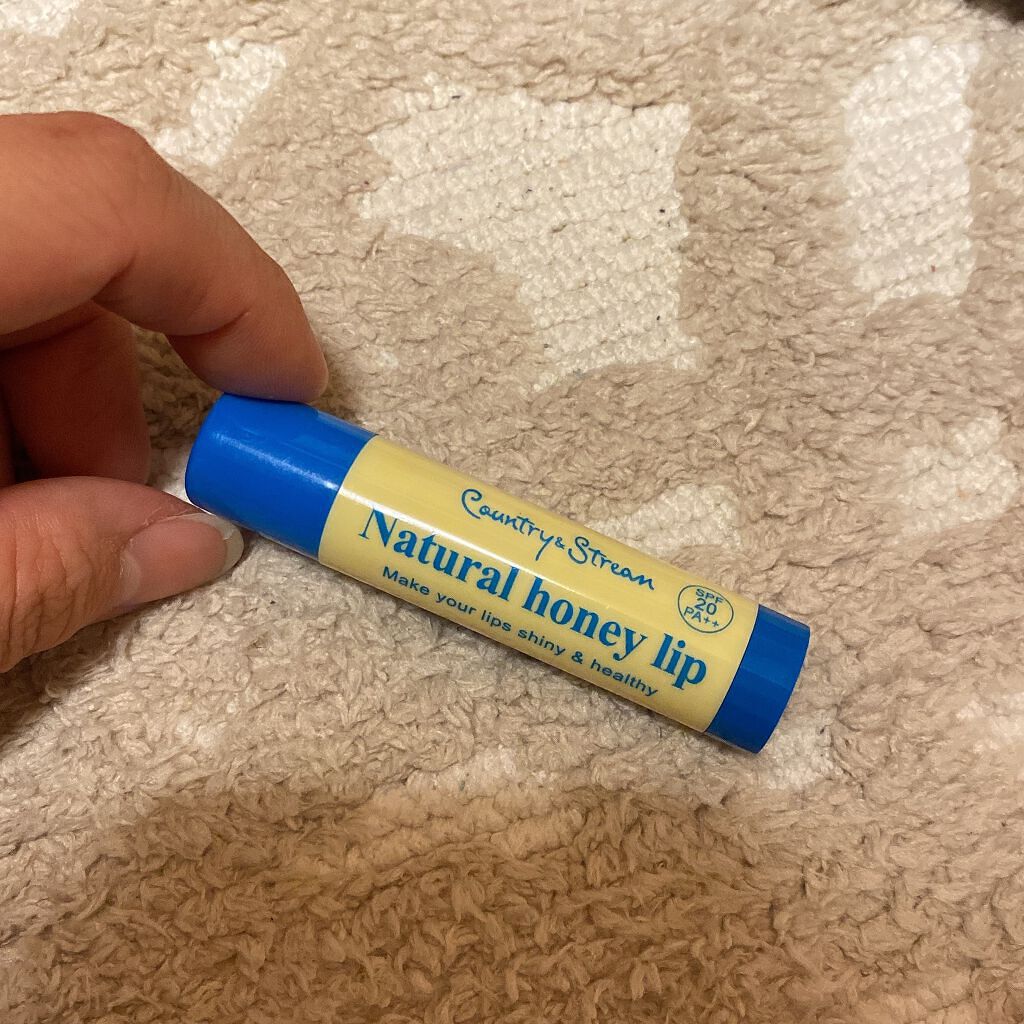 Country & Stream
Natural honey lip
Make your lips shiny & healthy
SPF
20
PA++